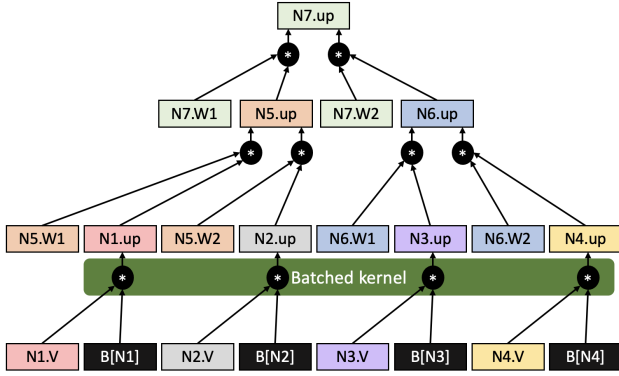 N7.up
* *
N7.W1 N5.up N7.W2 N6.up
* * * *
N5.W1 N1.up N5.W2 N2.up N6.W1 N3.up N6.W2 N4.up
* * Batched kernel * *
N1.V B[N1] N2.V B[N2] N3.V B[N3] N4.V B[N4]